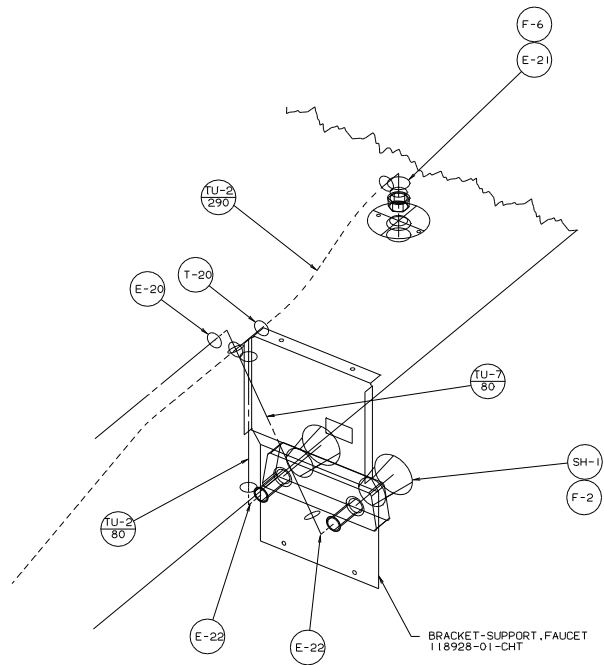 F-6
E-21
TU-2
290
T-20
E-20
TU-7
80
SH-1
F-2
TU-2
80
E-22
E-22
BRACKET-SUPPORT,FAUCET
118928-01-CHT